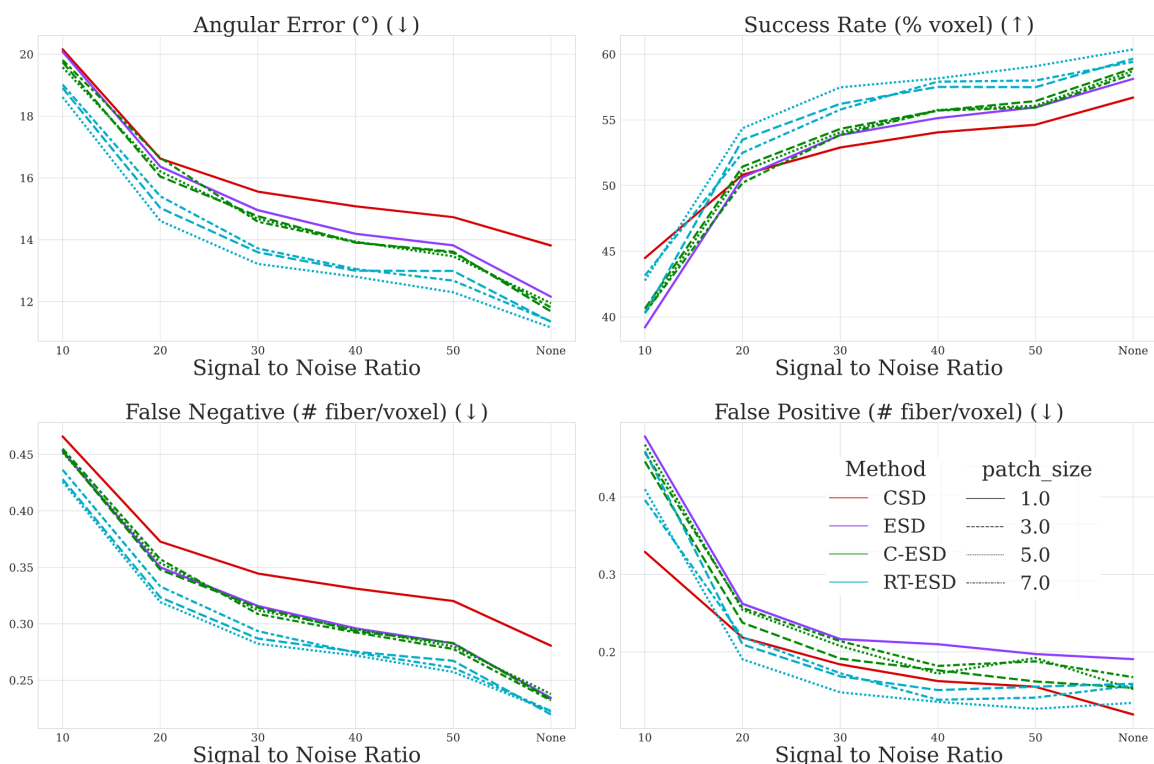 Angular Error (°) (↓)
20
18
16
14
12
10 20 30 40 50 None
Signal to Noise Ratio
Success Rate (% voxel) (↑)
60
55
50
45
40
10 20 30 40 50 None
Signal to Noise Ratio
False Negative (# fiber/voxel) (↓)
0.45
0.40
0.35
0.30
0.25
10 20 30 40 50 None
Signal to Noise Ratio
False Positive (# fiber/voxel) (↓)
0.4
0.3
0.2
Method patch_size
CSD 1.0
ESD 3.0
C-ESD 5.0
RT-ESD 7.0
10 20 30 40 50 None
Signal to Noise Ratio